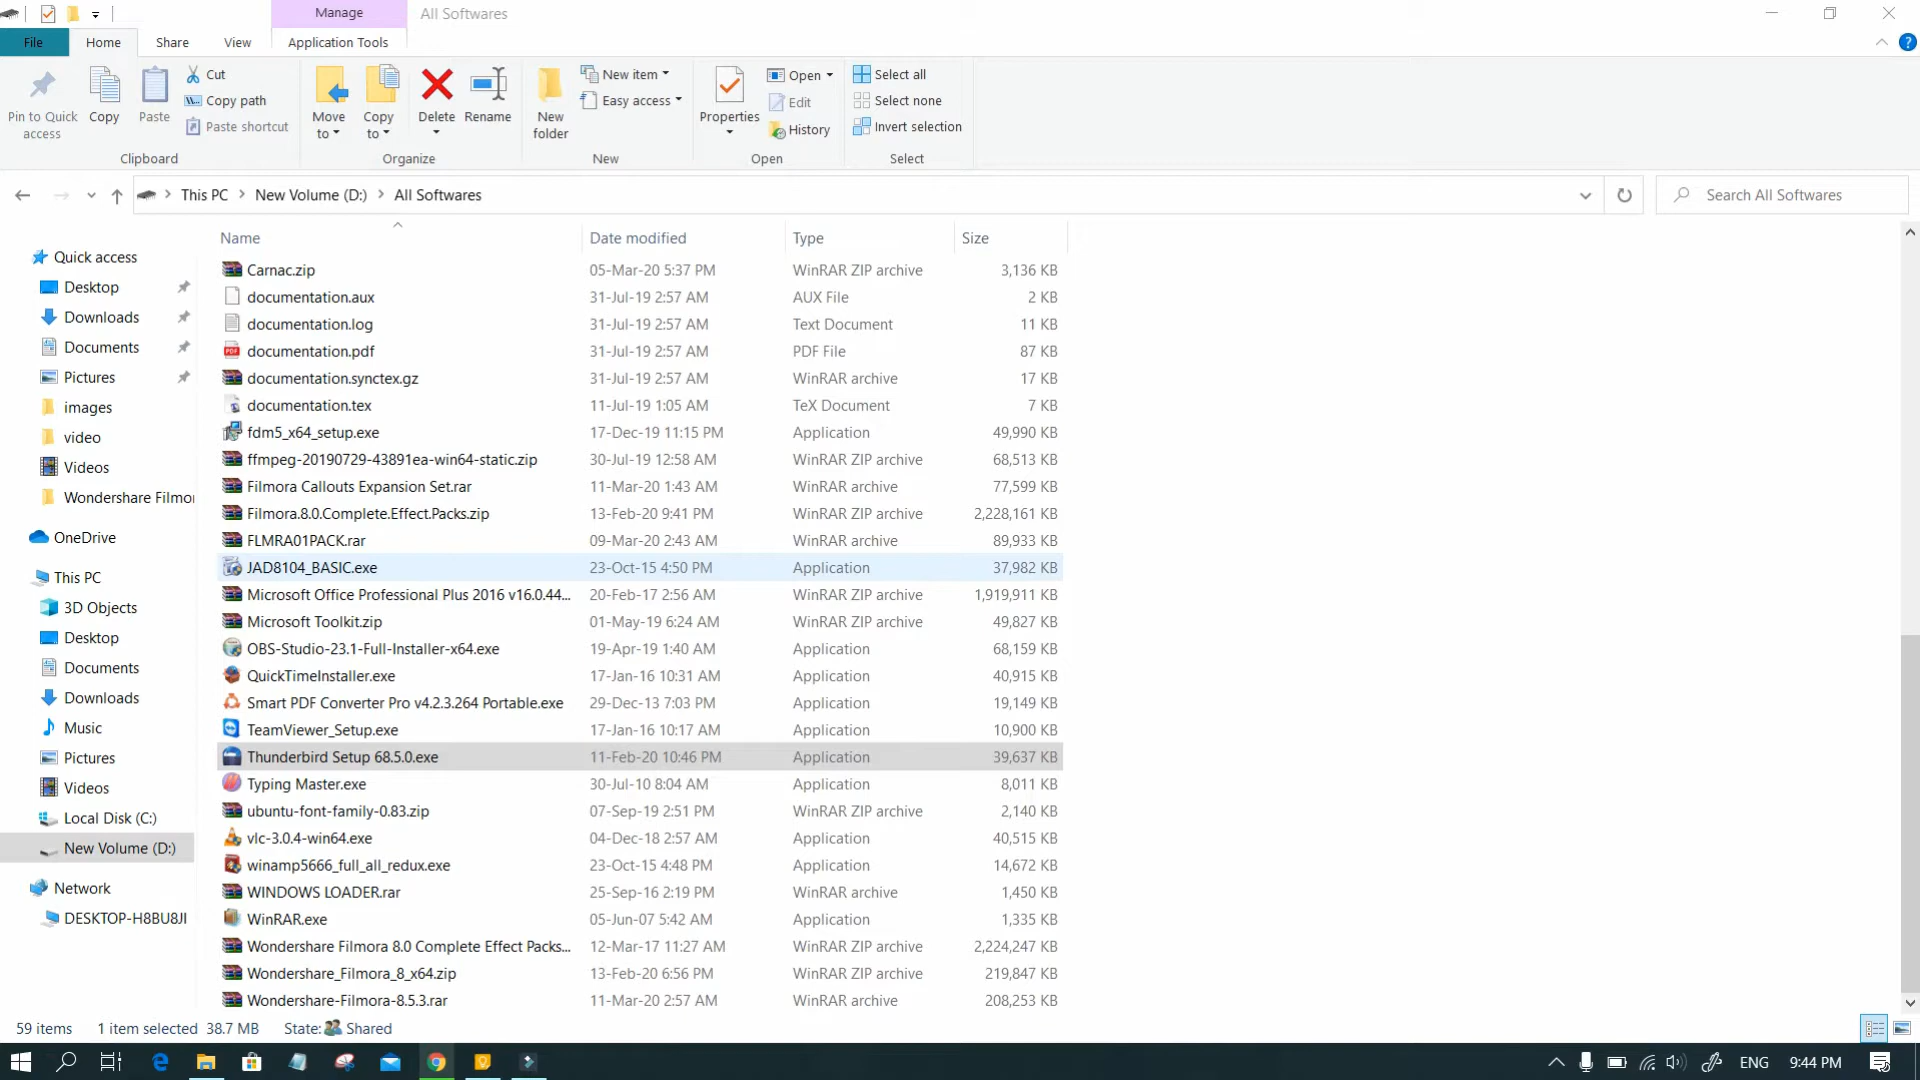 Manage All Softwares
File Home Share View Application Tools
Pin to Quick access
Copy
Paste
Cut
Copy path
Paste shortcut
Clipboard
Move to
Copy to
Delete
Rename
Organize
New folder
New item
Easy access
New
Properties
Open
Edit
History
Open
Select all
Select none
Invert selection
Select
This PC New Volume (D:) All Softwares
Search All Softwares
Quick access
Desktop
Downloads
Documents
Pictures
images
video
Videos
Wondershare Filmo
OneDrive
This PC
3D Objects
Desktop
Documents
Downloads
Music
Pictures
Videos
Local Disk (C:)
New Volume (D:)
Network
DESKTOP-H8BU8JI
Name Date modified Type Size
Carnac.zip 05-Mar-20 5:37 PM WinRAR ZIP archive 3,136 KB
documentation.aux 31-Jul-19 2:57 AM AUX File 2 KB
documentation.log 31-Jul-19 2:57 AM Text Document 11 KB
documentation.pdf 31-Jul-19 2:57 AM PDF File 87 KB
documentation.synctex.gz 31-Jul-19 2:57 AM WinRAR archive 17 KB
documentation.tex 11-Jul-19 1:05 AM TeX Document 7 KB
fdm5_x64_setup.exe 17-Dec-19 11:15 PM Application 49,990 KB
ffmpeg-20190729-43891ea-win64-static.zip 30-Jul-19 12:58 AM WinRAR ZIP archive 68,513 KB
Filmora Callouts Expansion Set.rar 11-Mar-20 1:43 AM WinRAR archive 77,599 KB
Filmora.8.0.Complete.Effect.Packs.zip 13-Feb-20 9:41 PM WinRAR ZIP archive 2,228,161 KB
FLMRA01PACK.rar 09-Mar-20 2:43 AM WinRAR archive 89,933 KB
JAD8104_BASIC.exe 23-Oct-15 4:50 PM Application 37,982 KB
Microsoft Office Professional Plus 2016 v16.0.44... 20-Feb-17 2:56 AM WinRAR ZIP archive 1,919,911 KB
Microsoft Toolkit.zip 01-May-19 6:24 AM WinRAR ZIP archive 49,827 KB
OBS-Studio-23.1-Full-Installer-x64.exe 19-Apr-19 1:40 AM Application 68,159 KB
QuickTimeInstaller.exe 17-Jan-16 10:31 AM Application 40,915 KB
Smart PDF Converter Pro v4.2.3.264 Portable.exe 29-Dec-13 7:03 PM Application 19,149 KB
TeamViewer_Setup.exe 17-Jan-16 10:17 AM Application 10,900 KB
Thunderbird Setup 68.5.0.exe 11-Feb-20 10:46 PM Application 39,637 KB
Typing Master.exe 30-Jul-10 8:04 AM Application 8,011 KB
ubuntu-font-family-0.83.zip 07-Sep-19 2:51 PM WinRAR ZIP archive 2,140 KB
vlc-3.0.4-win64.exe 04-Dec-18 2:57 AM Application 40,515 KB
winamp5666_full_all_redux.exe 23-Oct-15 4:48 PM Application 14,672 KB
WINDOWS LOADER.rar 25-Sep-16 2:19 PM WinRAR archive 1,450 KB
WinRAR.exe 05-Jun-07 5:42 AM Application 1,335 KB
Wondershare Filmora 8.0 Complete Effect Packs... 12-Mar-17 11:27 AM WinRAR ZIP archive 2,224,247 KB
Wondershare_Filmora_8_x64.zip 13-Feb-20 6:56 PM WinRAR ZIP archive 219,847 KB
Wondershare-Filmora-8.5.3.rar 11-Mar-20 2:57 AM WinRAR archive 208,253 KB
59 items 1 item selected 38.7 MB State: Shared
ENG 9:44 PM